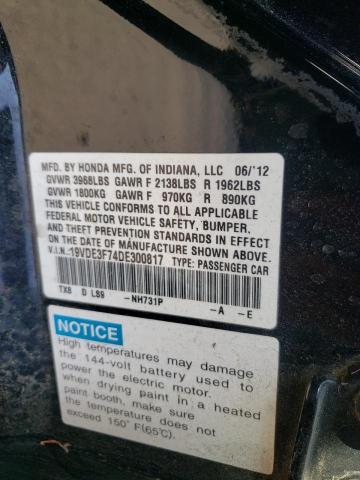 MFD. BY HONDA MFG. OF INDIANA, LLC 06/'12
GVWR 3968LBS GAWR F 2138LBS R 1962LBS
GVWR 1800KG GAWR F 970KG R 890KG
THIS VEHICLE CONFORMS TO ALL APPLICABLE
FEDERAL MOTOR VEHICLE SAFETY, BUMPER,
AND THEFT PREVENTION STANDARDS IN EFFECT
ON THE DATE OF MANUFACTURE SHOWN ABOVE.
V.I.N. 19VDE3F74DE300817 TYPE: PASSENGER CAR
TX8 D LS9 -NH731P -A -E
NOTICE
High temperatures may damage
the 144-volt battery used to
power the electric motor.
when drying paint in a heated
paint booth, make sure
the temperature does not
exceed 150°F(65℃).